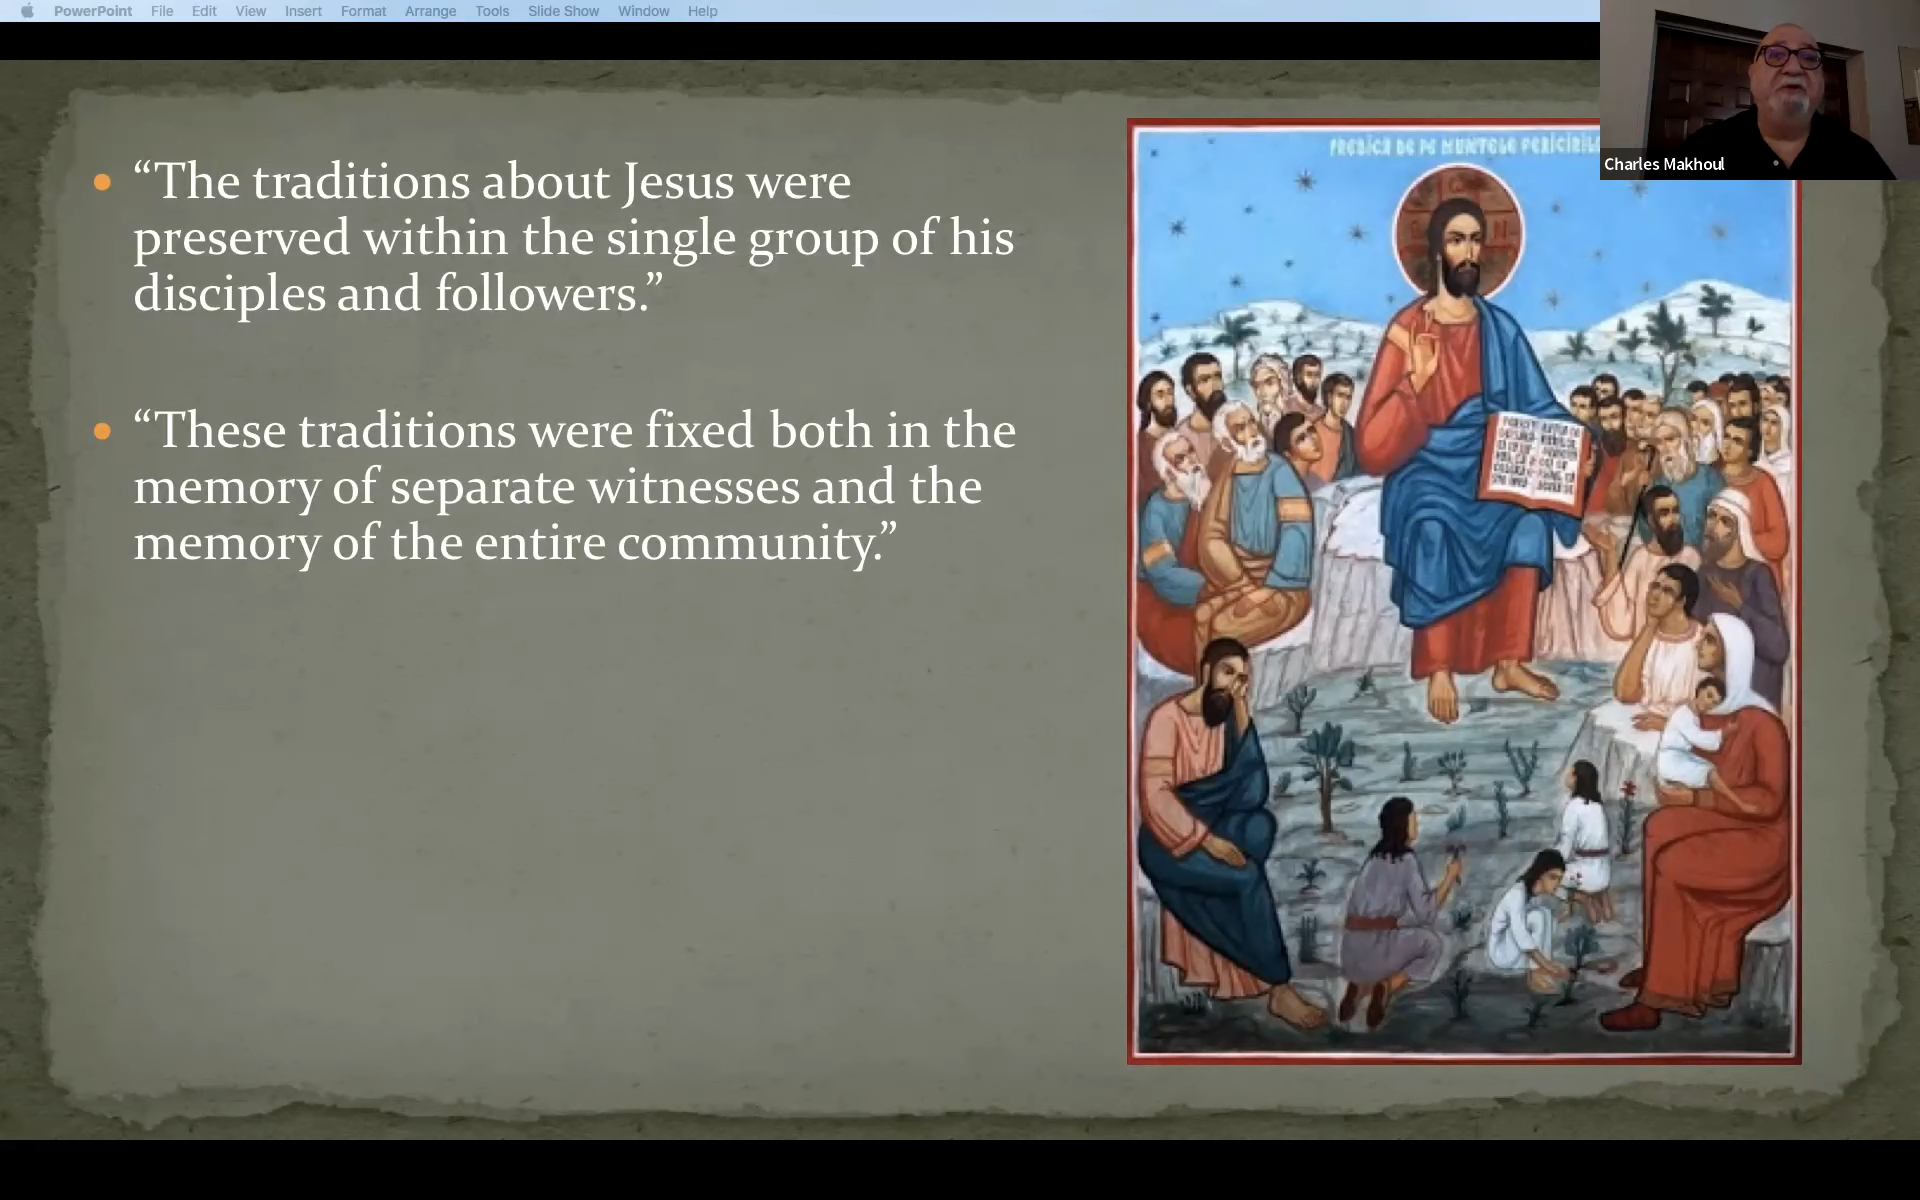 PowerPoint File Edit View Insert Format Arrange Tools Slide Show Window Help
Charles Makhoul
“The traditions about Jesus were
preserved within the single group of his
disciples and followers.”
“These traditions were fixed both in the
memory of separate witnesses and the
memory of the entire community.”
PREDICA DE PE MUNTELE